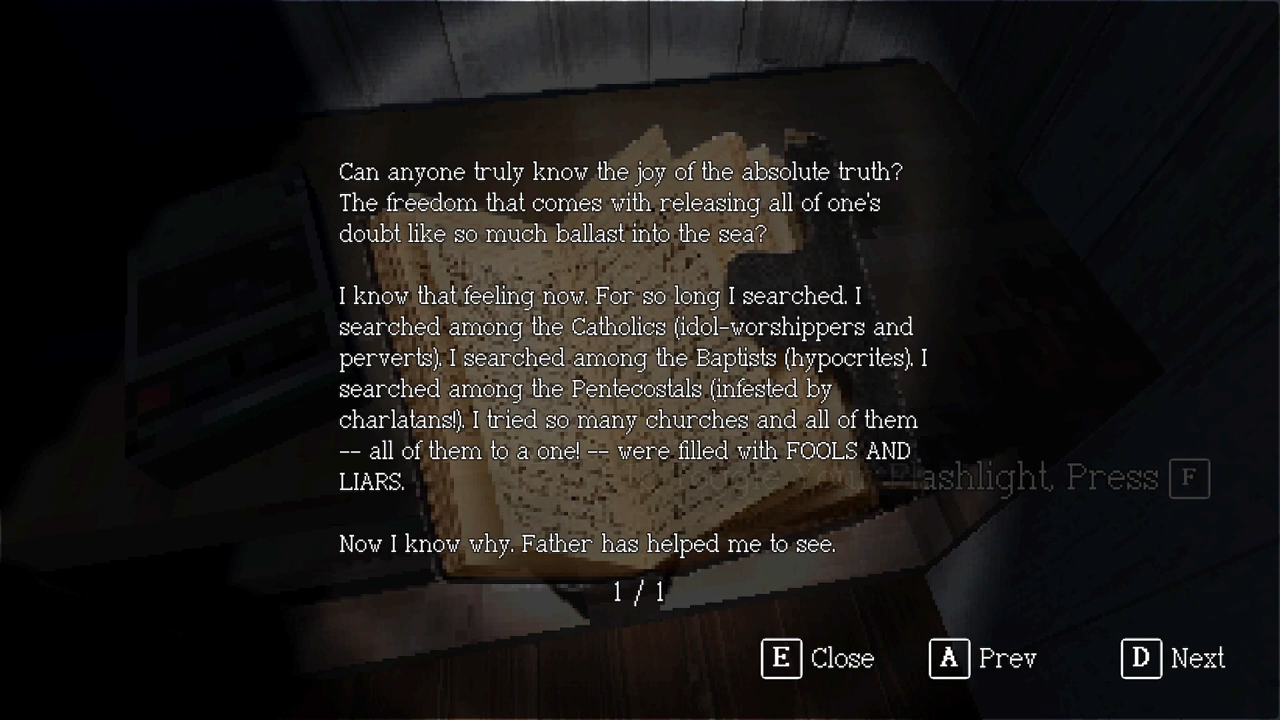 Can anyone truly know the joy of the absolute truth?
The freedom that comes with releasing all of one's
doubt like so much ballast into the sea?
I know that feeling now. For so long I searched. I
searched among the Catholics (idol-worshippers and
perverts). I searched among the Baptists (hypocrites). I
searched among the Pentecostals (infested by
charlatans!). I tried so many churches and all of them
-- all of them to a one! -- were filled with FOOLS AND
LIARS.
Flashlight, Press F
Now I know why. Father has helped me to see.
1 / 1
E Close A Prev D Next